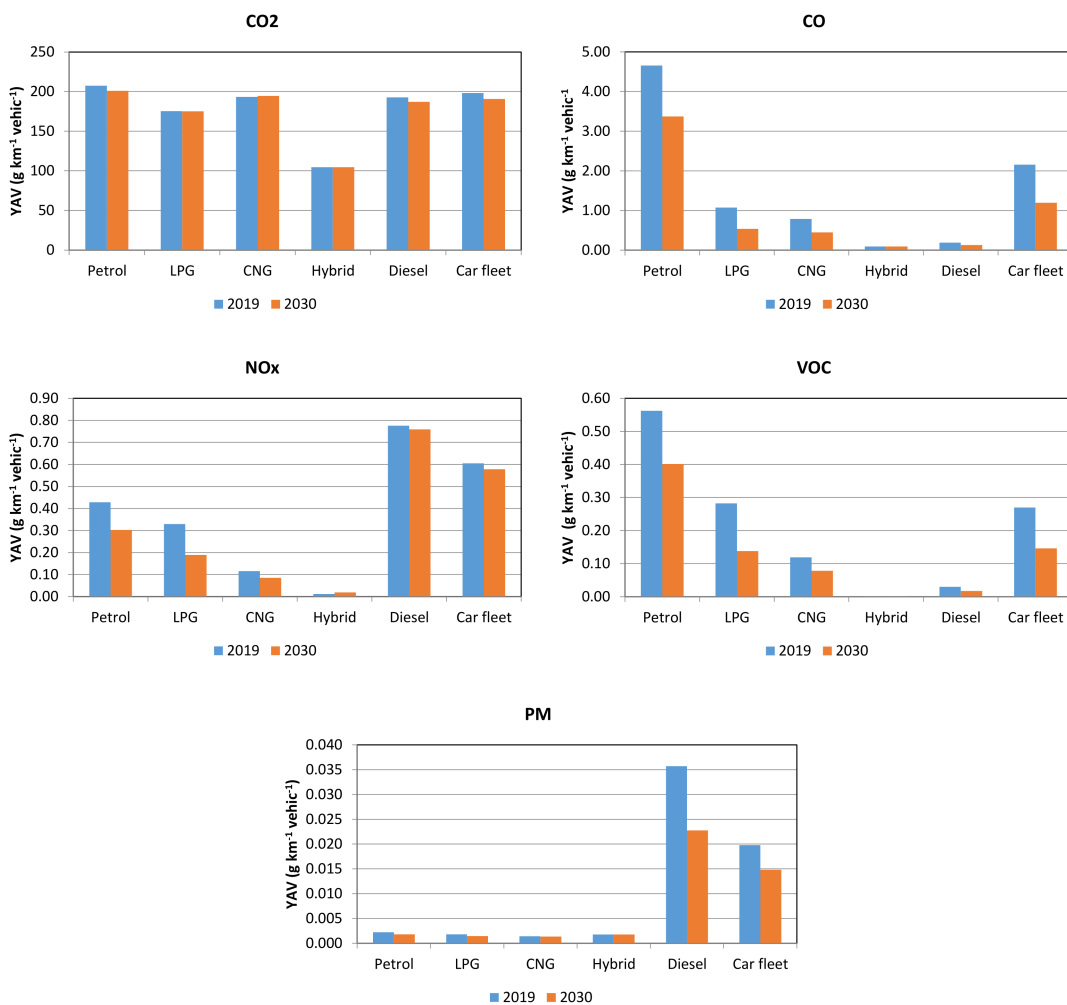 CO2
YAV (g km⁻¹ vehic⁻¹)
250
200
150
100
50
0
Petrol LPG CNG Hybrid Diesel Car fleet
2019 2030
CO
YAV (g km⁻¹ vehic⁻¹
5.00
4.00
3.00
2.00
1.00
0.00
Petrol LPG CNG Hybrid Diesel Car fleet
2019 2030
NOx
YAV (g km⁻¹ vehic⁻¹)
0.90
0.80
0.70
0.60
0.50
0.40
0.30
0.20
0.10
0.00
Petrol LPG CNG Hybrid Diesel Car fleet
2019 2030
VOC
YAV (g km⁻¹ vehic⁻¹)
0.60
0.50
0.40
0.30
0.20
0.10
0.00
Petrol LPG CNG Hybrid Diesel Car fleet
2019 2030
PM
YAV (g km⁻¹ vehic⁻¹)
0.040
0.035
0.030
0.025
0.020
0.015
0.010
0.005
0.000
Petrol LPG CNG Hybrid Diesel Car fleet
2019 2030